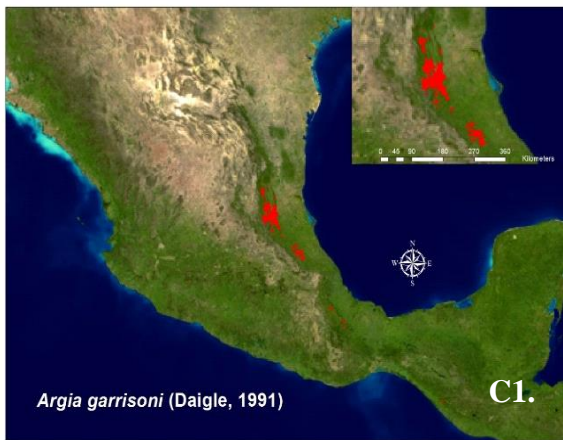 0 45 90 180 270 360
Kilometers
N
W E
S
Argia garrisoni (Daigle, 1991)
C1.